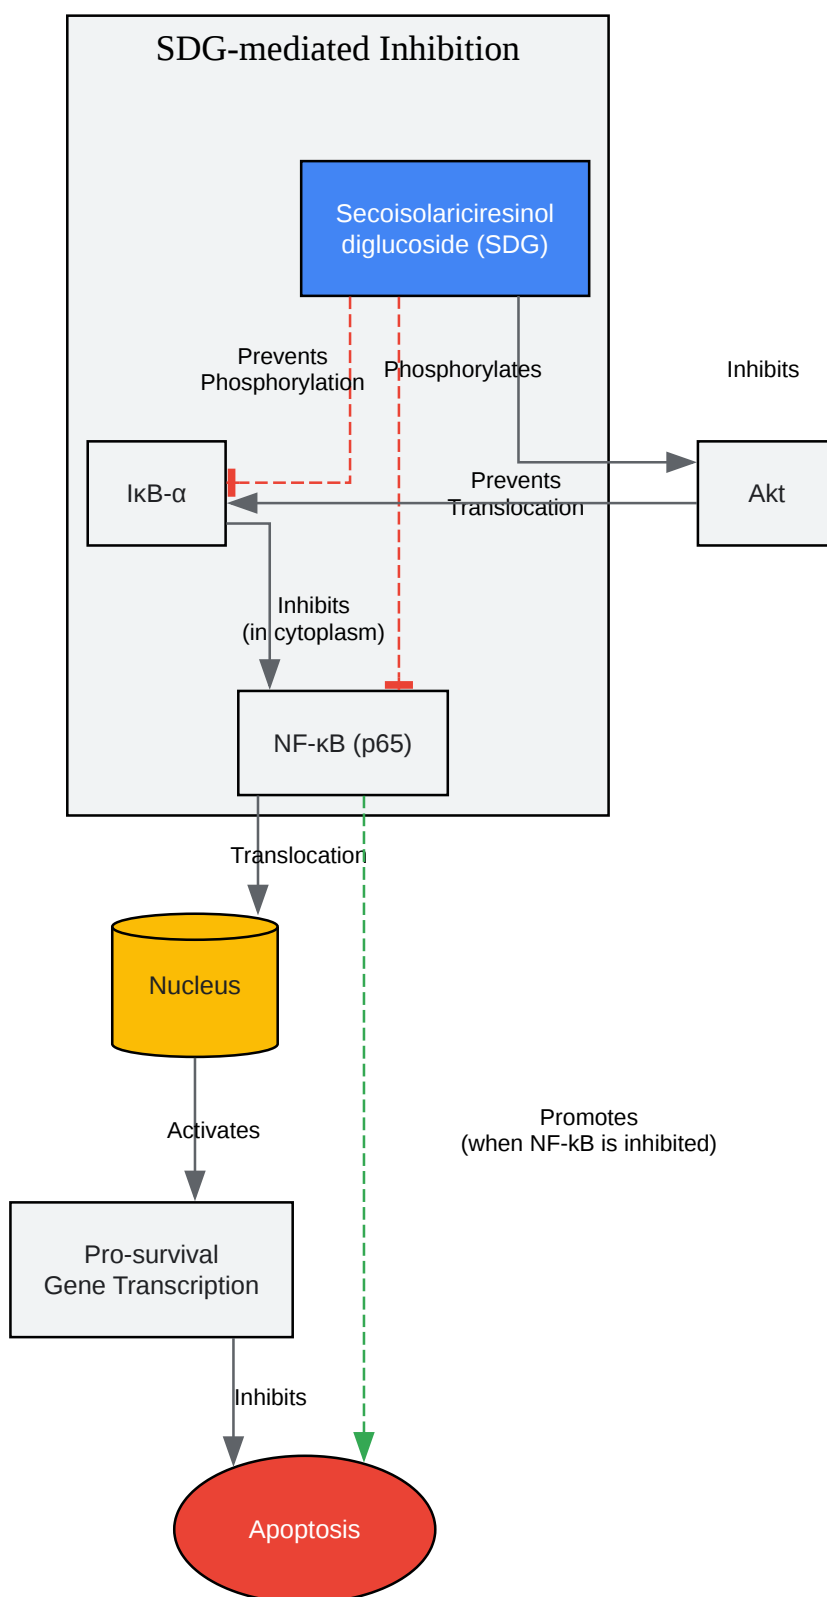 SDG-mediated Inhibition
Secoisolariciresinol
diglucoside (SDG)
Prevents
Phosphorylation
Phosphorylates
Inhibits
IκB-α
Prevents
Translocation
Akt
Inhibits
(in cytoplasm)
NF-κB (p65)
Translocation
Nucleus
Promotes
(when NF-kB is inhibited)
Activates
Pro-survival
Gene Transcription
Inhibits
Apoptosis